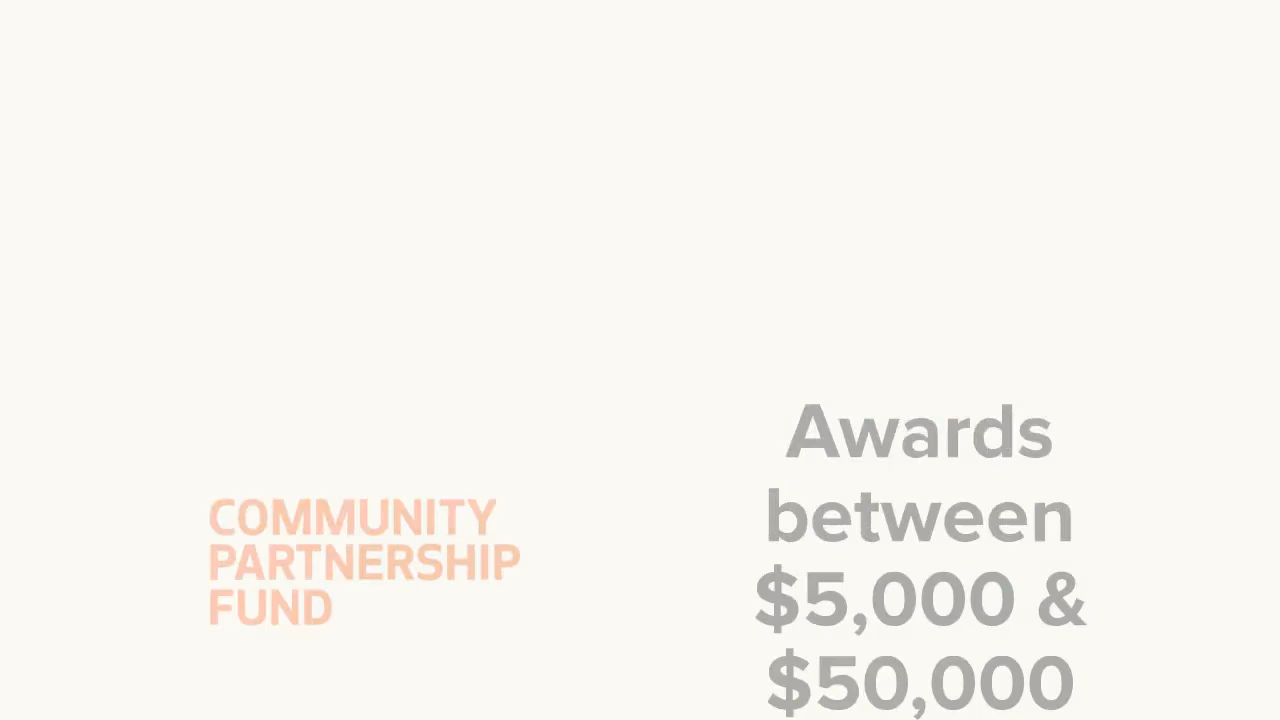 COMMUNITY
PARTNERSHIP
FUND
Awards
between
$5,000 &
$50,000